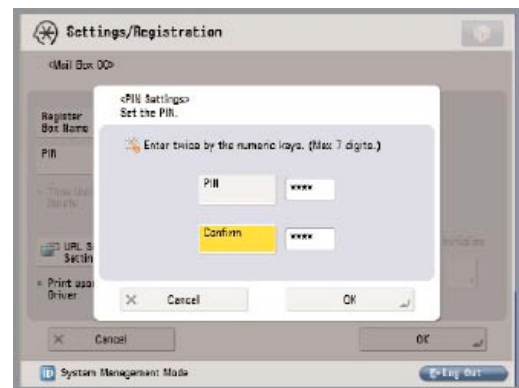 Settings/Registration
<Mail Box 00>
<PIN Settings>
Set the PIN.
Register
Box Name
Enter twice by the numeric keys. (Max 7 digits.)
PIN
PIN
****
Confirm
****
URL S
Settin
Print upon
Driver
Cancel
OK
Cancel
OK
System Management Mode
Log Out